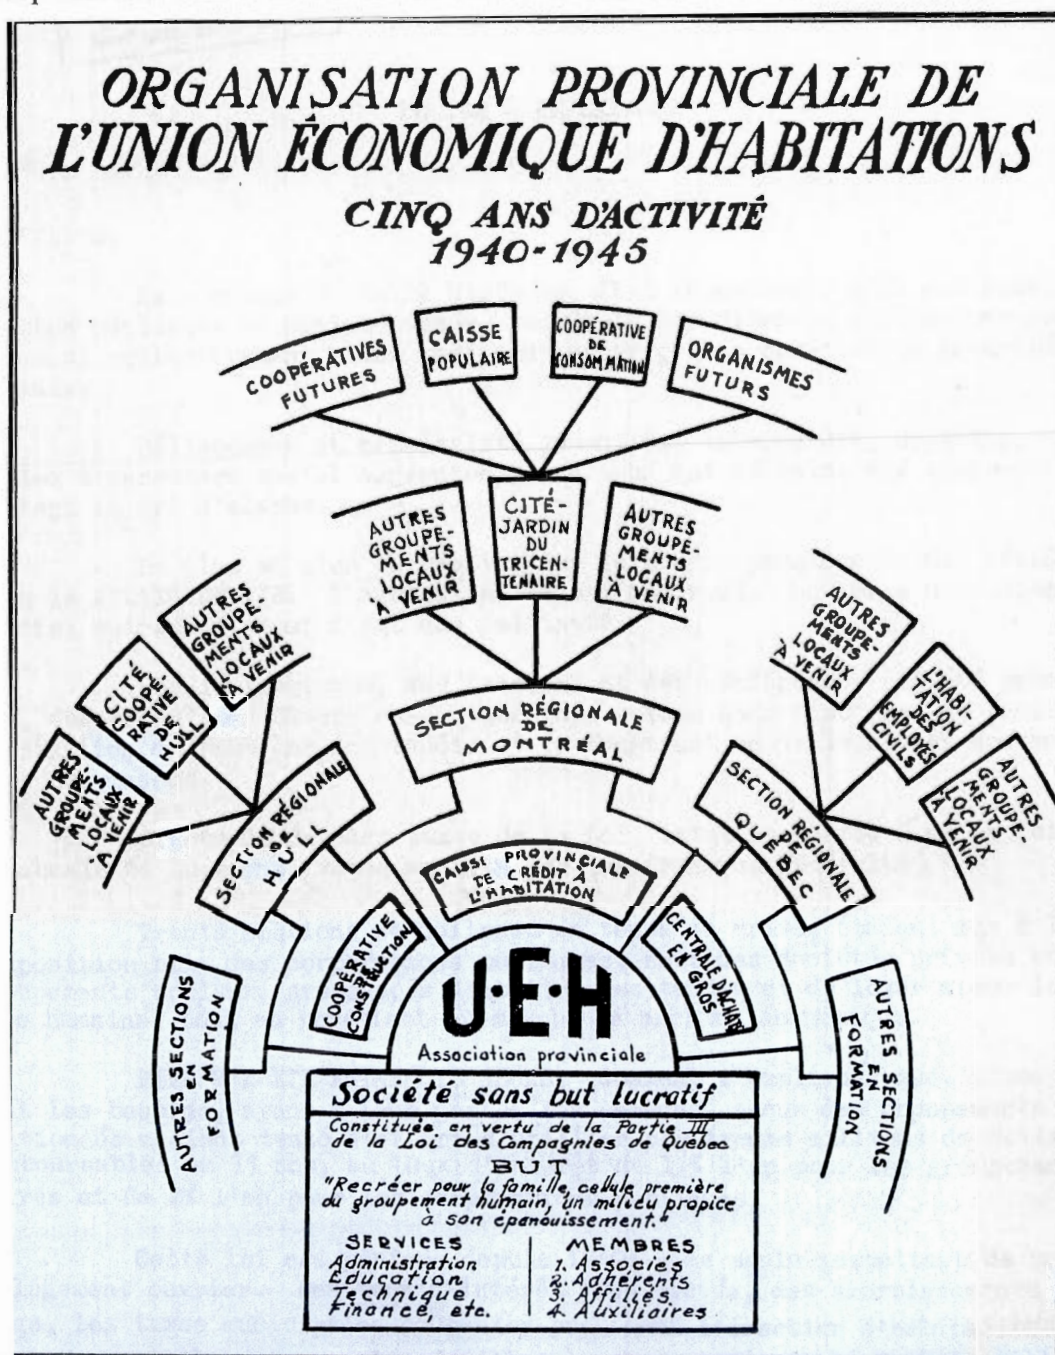 ORGANISATION PROVINCIALE DE
L'UNION ÉCONOMIQUE D'HABITATIONS
CINQ ANS D'ACTIVITÉ
1940-1945
COOPÉRATIVES
FUTURES
CAISSE
POPULAIRE
COOPÉRATIVE
DE
CONSOMMATION
ORGANISMES
FUTURS
AUTRES
GROUPE-
MENTS
LOCAUX
À VENIR
CITÉ-
JARDIN
DU
TRICEN-
TENAIRE
AUTRES
GROUPE-
MENTS
LOCAUX
À VENIR
AUTRES
GROUPE-
MENTS
LOCAUX
À VENIR
CITÉ
COOPÉ-
RATIVE
DE
HULL
AUTRES
GROUPE-
MENTS
LOCAUX
À VENIR
AUTRES
GROUPE-
MENTS
LOCAUX
À VENIR
L'HABI-
TATION
DES
EMPLOYÉS
CIVILS
AUTRES
GROUPE-
MENTS
LOCAUX
À VENIR
SECTION RÉGIONALE
DE
MONTRÉAL
SECTION RÉGIONALE
DE
HULL
SECTION RÉGIONALE
DE
QUÉBEC
CAISSE PROVINCIALE
DE CRÉDIT À
L'HABITATION
COOPÉRATIVE
DE
CONSTRUCTION
CENTRALE D'ACHATS
EN GROS
AUTRES SECTIONS
EN
FORMATION
AUTRES SECTIONS
EN
FORMATION
U·E·H
Association provinciale
Société sans but lucratif
Constituée en vertu de la Partie III
de la Loi des Compagnies de Québec
BUT
"Recréer pour la famille, cellule première
du groupement humain, un milieu propice
à son épanouissement."
SERVICES
Administration
Education
Technique
Finance, etc.
MEMBRES
1. Associés
2. Adhérents
3. Affiliés
4. Auxiliaires